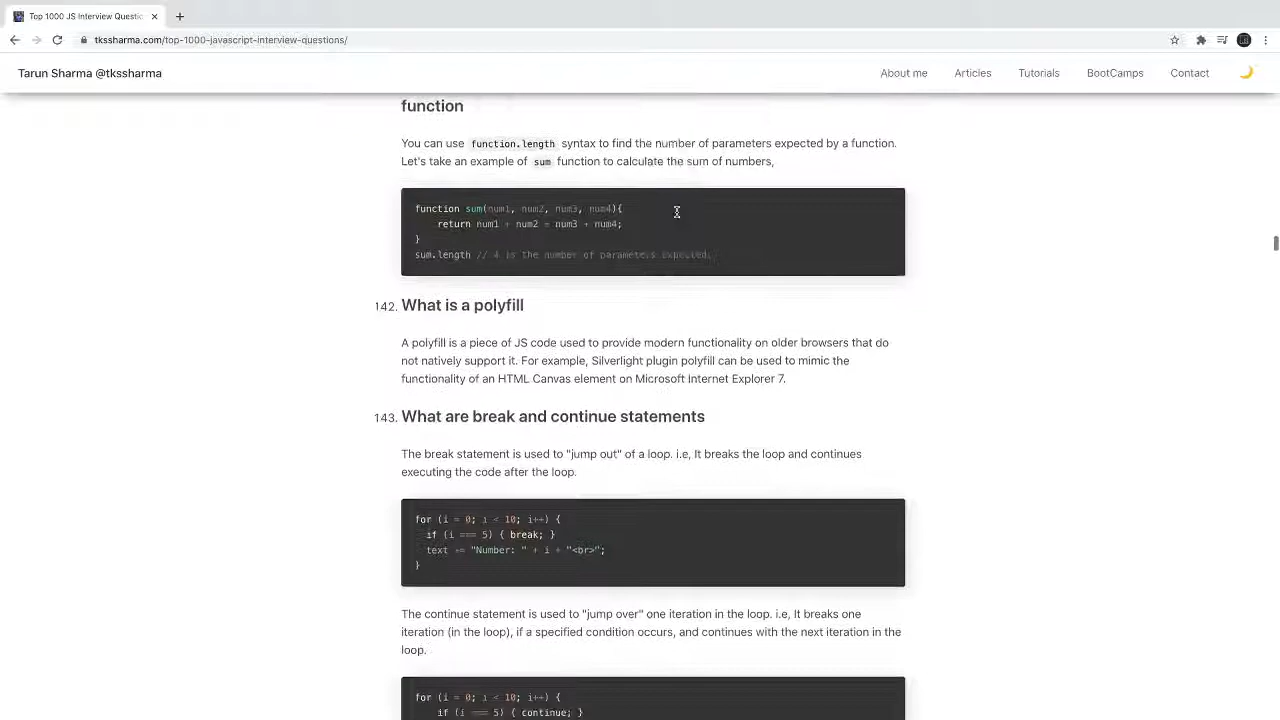 Top 1000 JS Interview Questio
tkssharma.com/top-1000-javascript-interview-questions/
Tarun Sharma @tkssharma
About me
Articles
Tutorials
BootCamps
Contact
function
You can use function.length syntax to find the number of parameters expected by a function.
Let's take an example of sum function to calculate the sum of numbers,
function sum(num1, num2, num3, num4){
return num1 + num2 + num3 + num4;
}
sum.length // 4 is the number of parameters expected.
142. What is a polyfill
A polyfill is a piece of JS code used to provide modern functionality on older browsers that do
not natively support it. For example, Silverlight plugin polyfill can be used to mimic the
functionality of an HTML Canvas element on Microsoft Internet Explorer 7.
143. What are break and continue statements
The break statement is used to "jump out" of a loop. i.e, It breaks the loop and continues
executing the code after the loop.
for (i = 0; i < 10; i++) {
if (i === 5) { break; }
text += "Number: " + i + "<br>";
}
The continue statement is used to "jump over" one iteration in the loop. i.e, It breaks one
iteration (in the loop), if a specified condition occurs, and continues with the next iteration in the
loop.
for (i = 0; i < 10; i++) {
if (i === 5) { continue; }